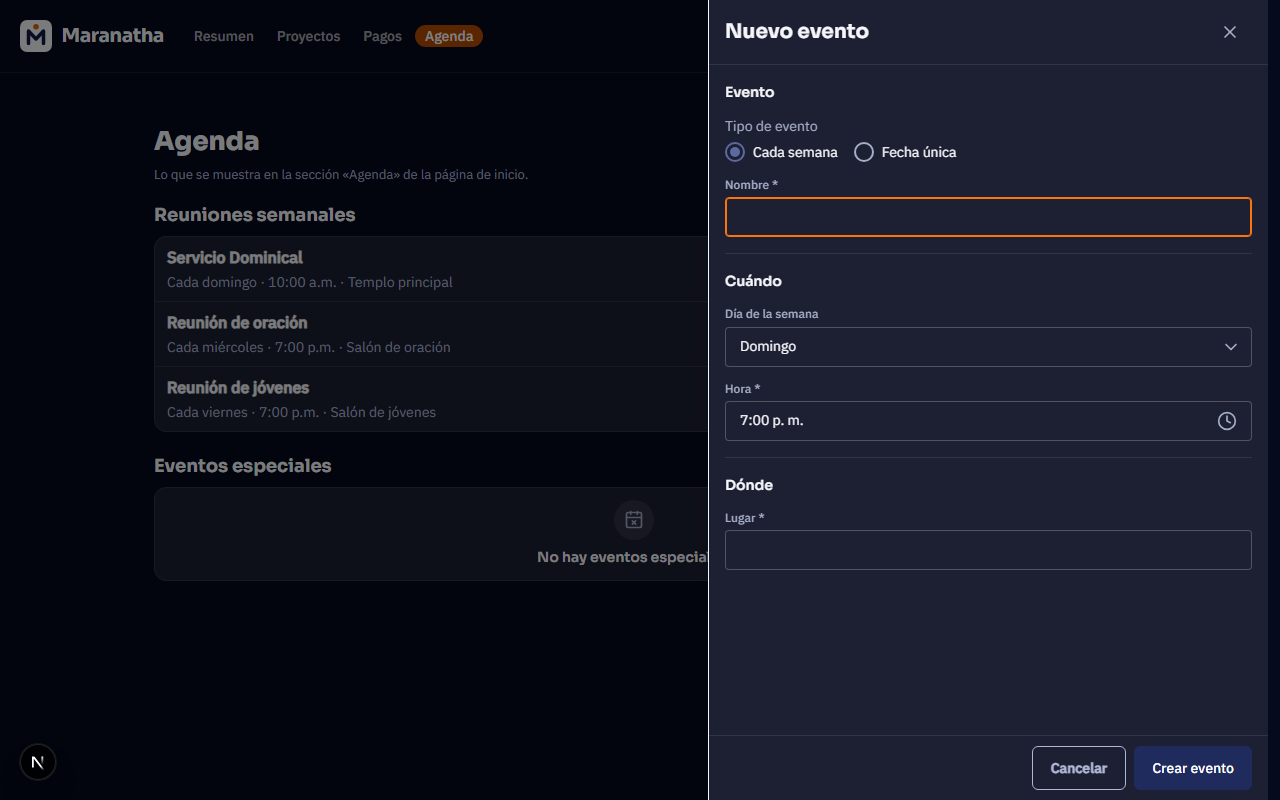 Maranatha
Resumen
Proyectos
Pagos
Agenda
Agenda
Lo que se muestra en la sección «Agenda» de la página de inicio.
Reuniones semanales
Servicio Dominical
Cada domingo · 10:00 a.m. · Templo principal
Reunión de oración
Cada miércoles · 7:00 p.m. · Salón de oración
Reunión de jóvenes
Cada viernes · 7:00 p.m. · Salón de jóvenes
Eventos especiales
No hay eventos especial
N
Nuevo evento
Evento
Tipo de evento
Cada semana
Fecha única
Nombre *
Cuándo
Día de la semana
Domingo
Hora *
7:00 p. m.
Dónde
Lugar *
Cancelar
Crear evento